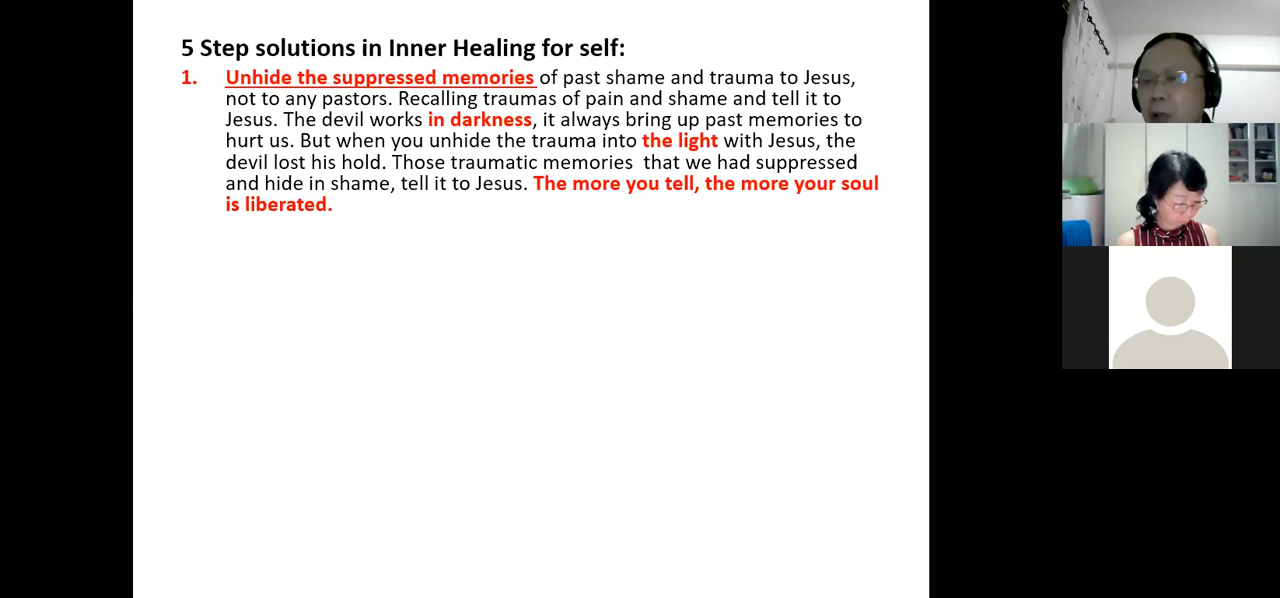 5 Step solutions in Inner Healing for self:
1. Unhide the suppressed memories of past shame and trauma to Jesus,
not to any pastors. Recalling traumas of pain and shame and tell it to
Jesus. The devil works in darkness, it always bring up past memories to
hurt us. But when you unhide the trauma into the light with Jesus, the
devil lost his hold. Those traumatic memories  that we had suppressed
and hide in shame, tell it to Jesus. The more you tell, the more your soul
is liberated.